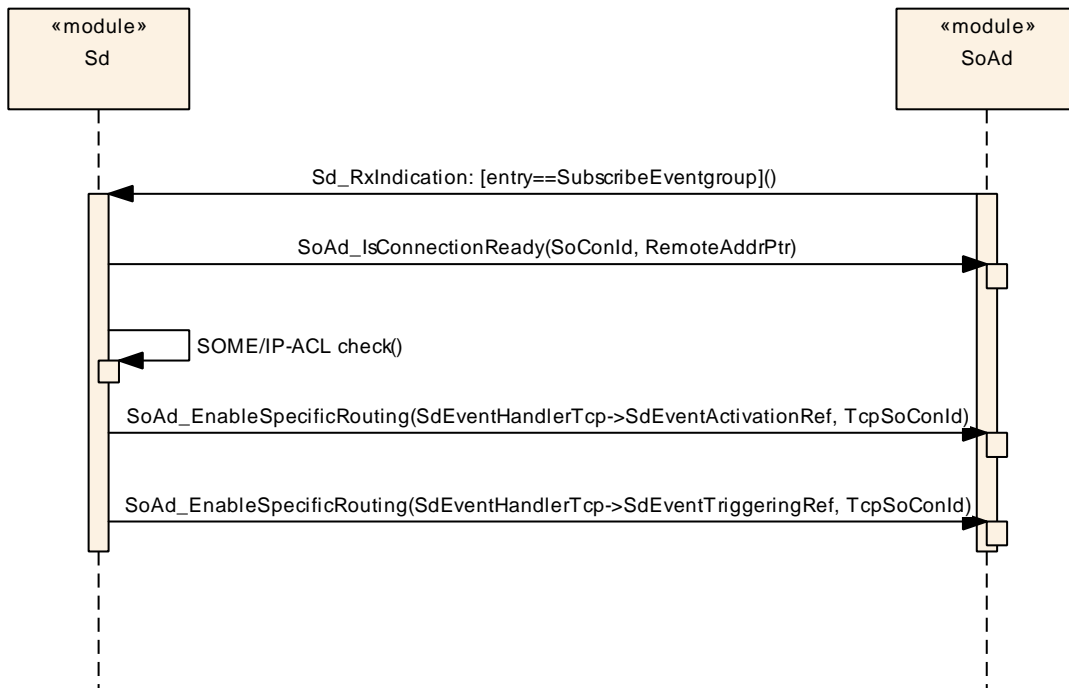 «module»
Sd
«module»
SoAd
Sd_RxIndication: [entry==SubscribeEventgroup]()
SoAd_IsConnectionReady(SoConId, RemoteAddrPtr)
SOME/IP-ACL check()
SoAd_EnableSpecificRouting(SdEventHandlerTcp->SdEventActivationRef, TcpSoConId)
SoAd_EnableSpecificRouting(SdEventHandlerTcp->SdEventTriggeringRef, TcpSoConId)